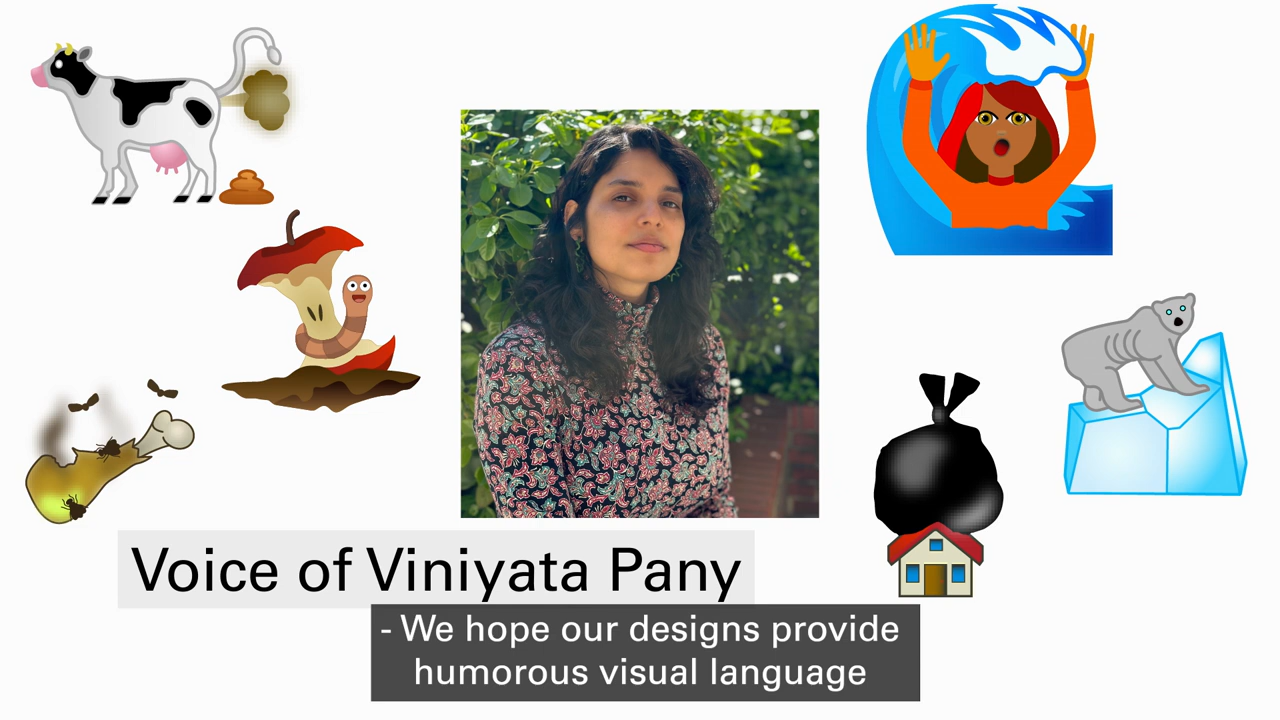 Voice of Viniyata Pany
- We hope our designs provide
humorous visual language